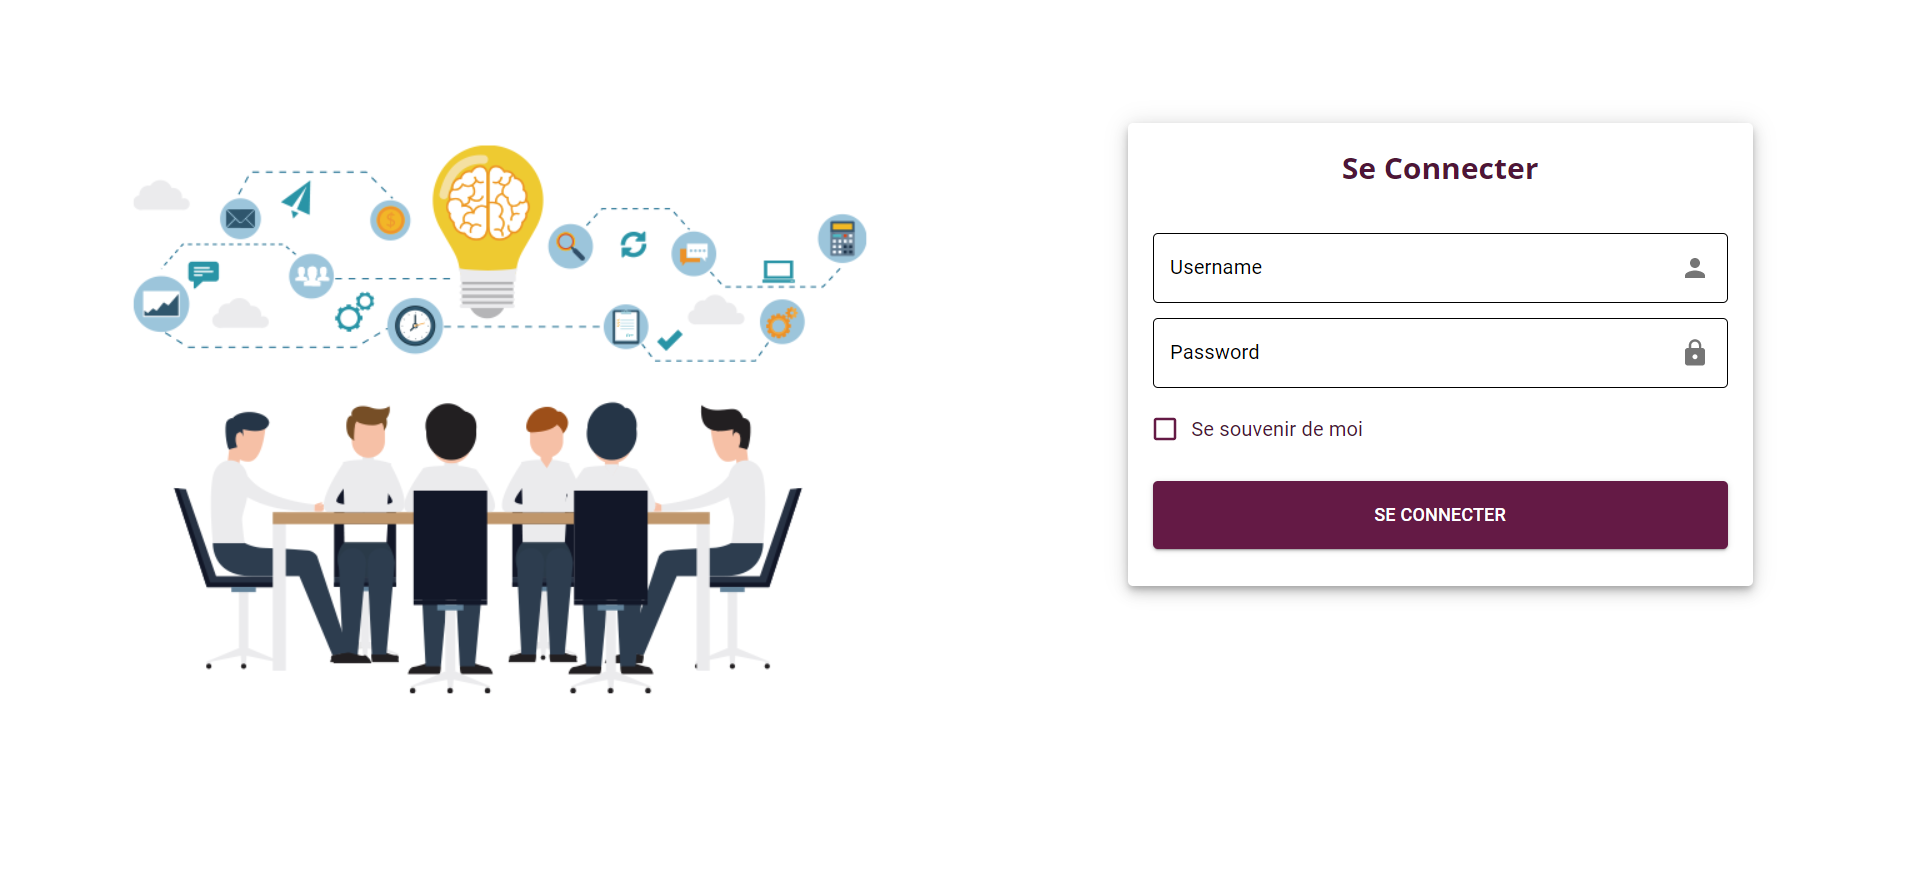 Se Connecter
Username
Password
Se souvenir de moi
SE CONNECTER